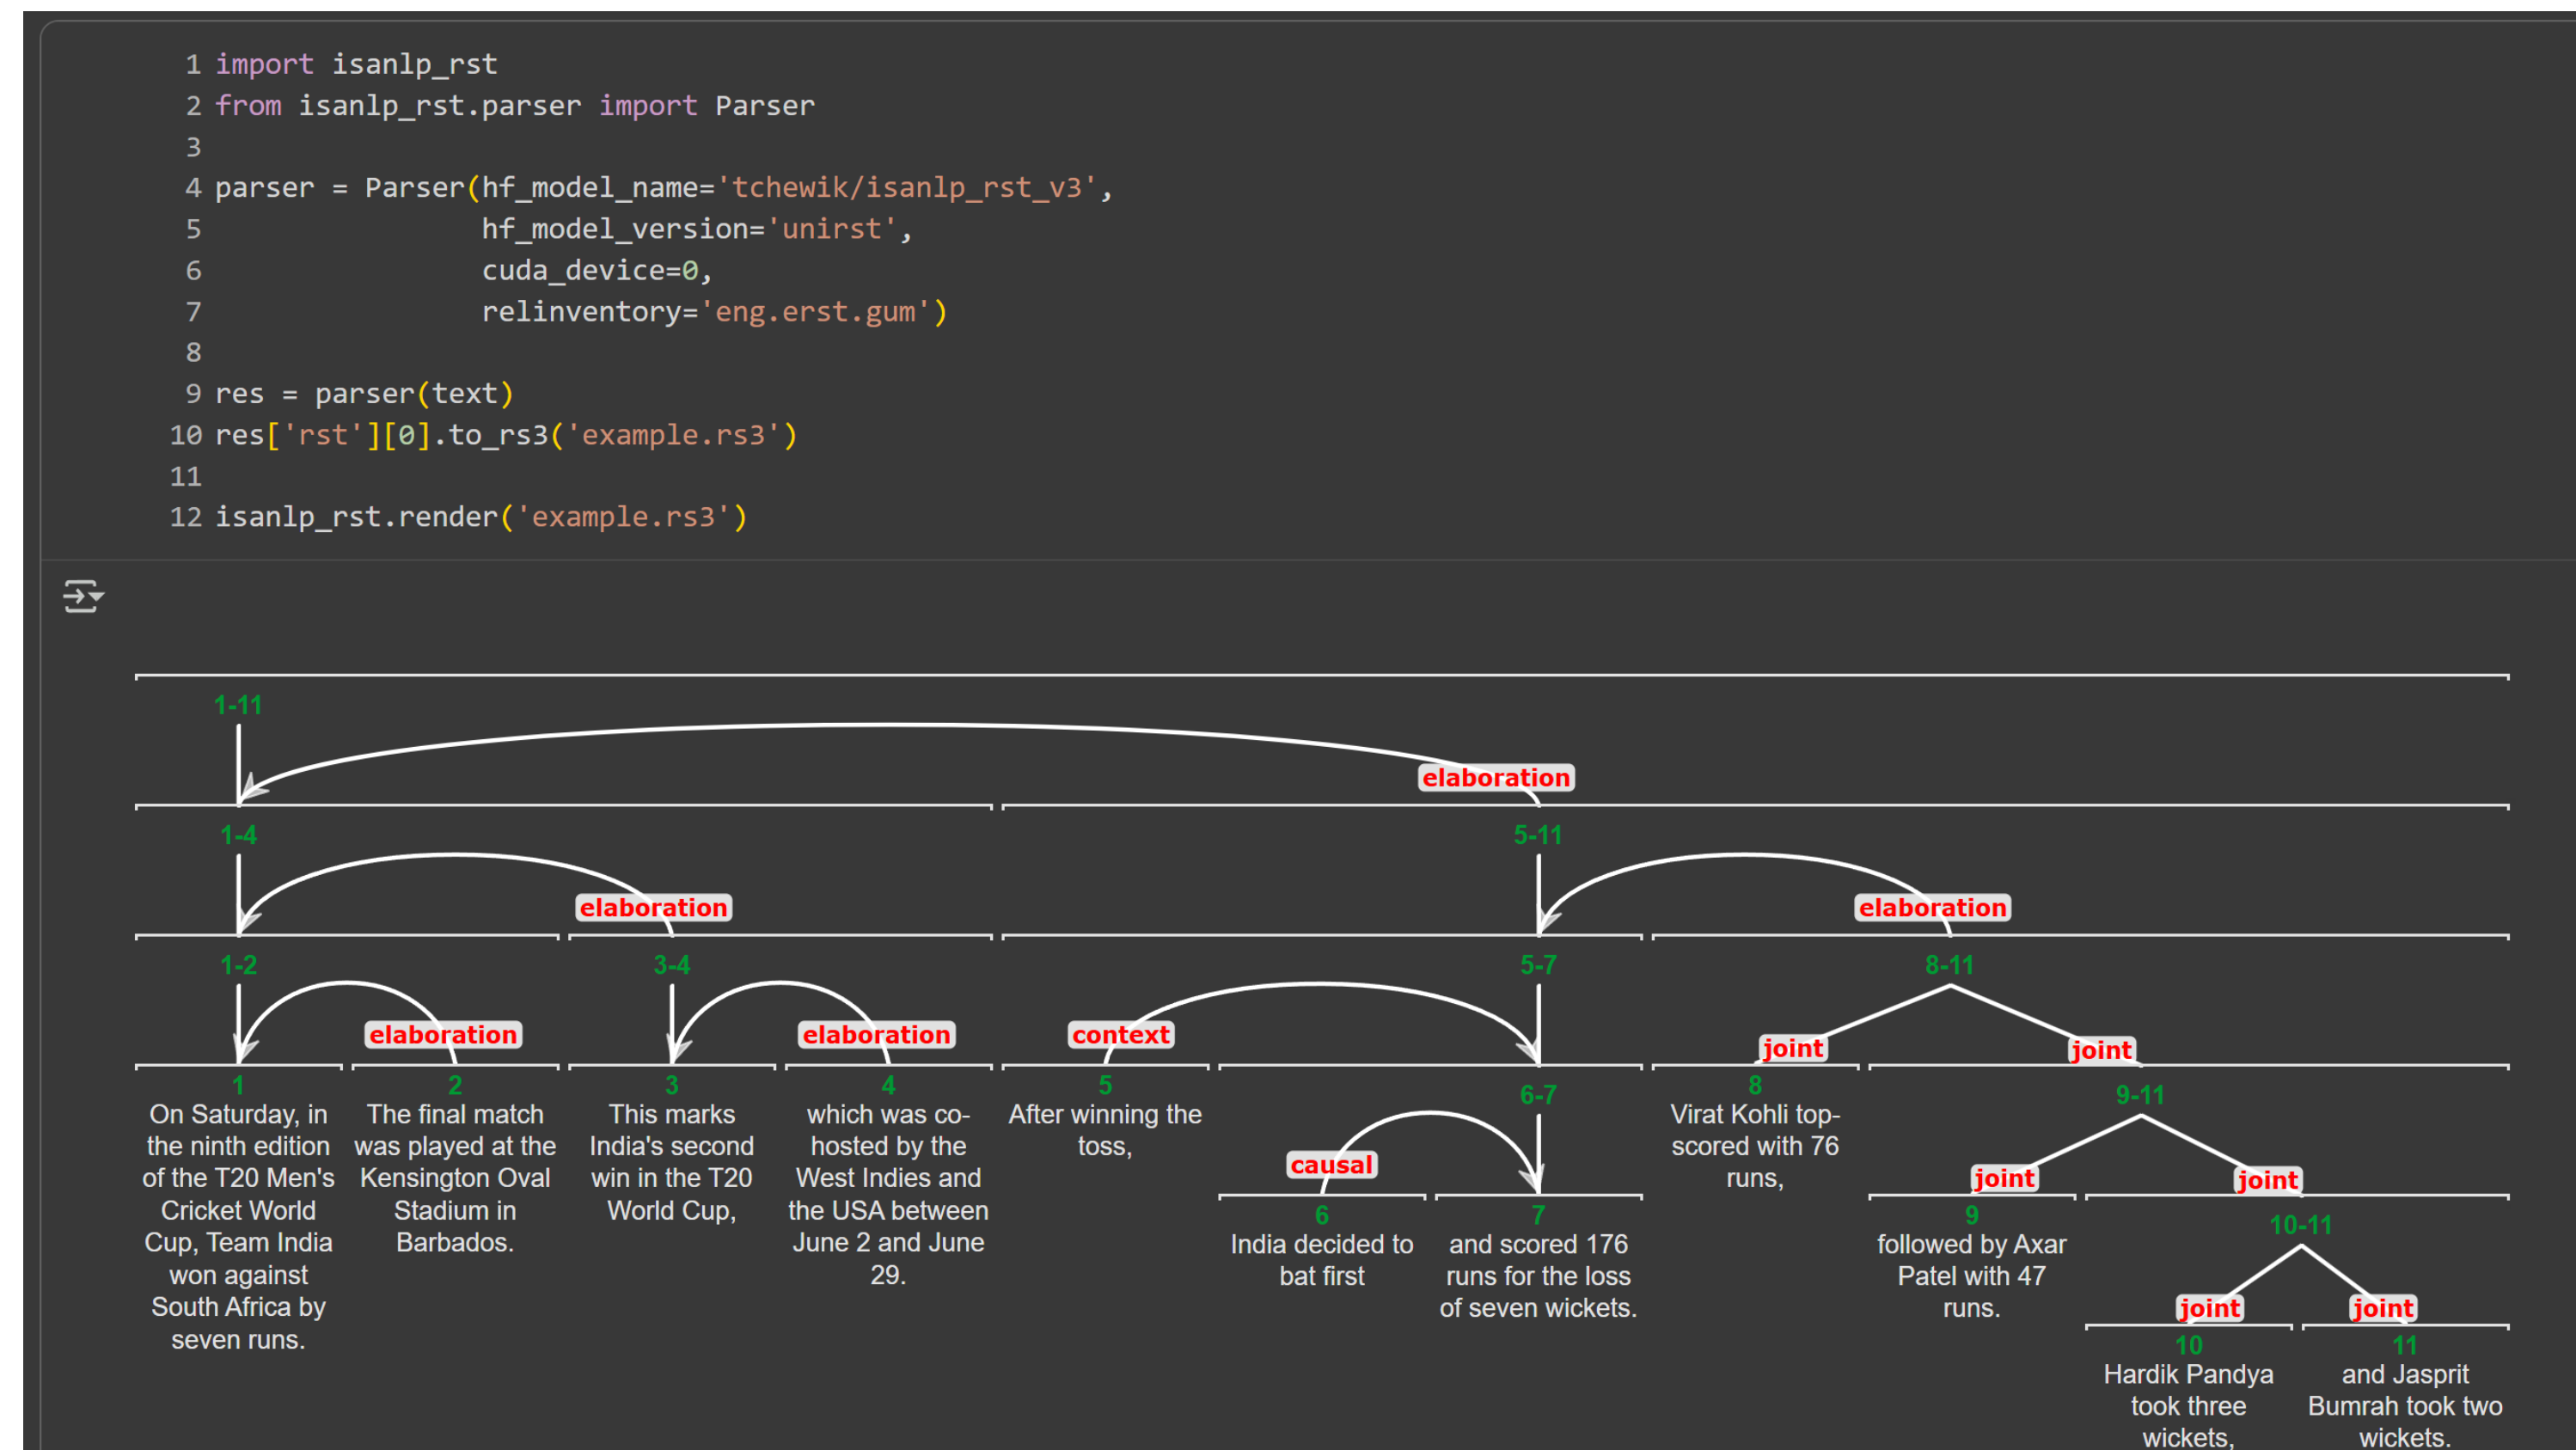 1 import isanlp_rst
2 from isanlp_rst.parser import Parser
3
4 parser = Parser(hf_model_name='tchewik/isanlp_rst_v3',
5 hf_model_version='unirst',
6 cuda_device=0,
7 relinventory='eng.erst.gum')
8
9 res = parser(text)
10 res['rst'][0].to_rs3('example.rs3')
11
12 isanlp_rst.render('example.rs3')
1-11
elaboration
1-4
5-11
elaboration
elaboration
1-2
3-4
5-7
8-11
elaboration
elaboration
context
joint
joint
1
On Saturday, in
the ninth edition
of the T20 Men's
Cricket World
Cup, Team India
won against
South Africa by
seven runs.
2
The final match
was played at the
Kensington Oval
Stadium in
Barbados.
3
This marks
India's second
win in the T20
World Cup,
4
which was co-
hosted by the
West Indies and
the USA between
June 2 and June
29.
5
After winning the
toss,
6-7
causal
6
India decided to
bat first
7
and scored 176
runs for the loss
of seven wickets.
8
Virat Kohli top-
scored with 76
runs,
9-11
joint
joint
9
followed by Axar
Patel with 47
runs.
10-11
joint
joint
10
Hardik Pandya
took three
wickets,
11
and Jasprit
Bumrah took two
wickets.